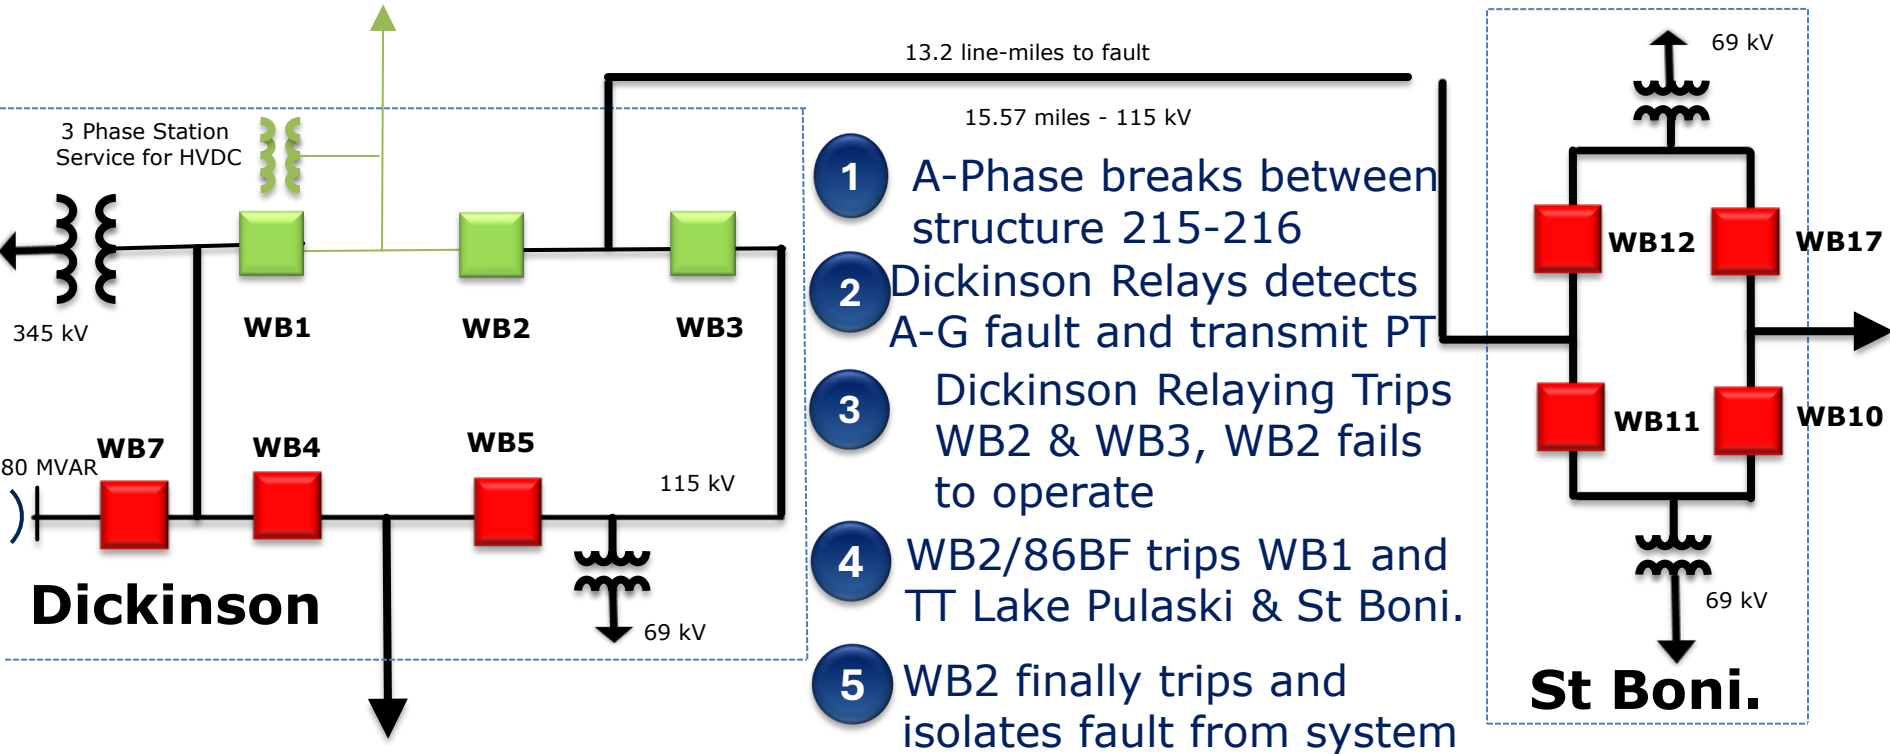 13.2 line-miles to fault
69 kV
15.57 miles - 115 kV
3 Phase Station
Service for HVDC
1
A-Phase breaks between
structure 215-216
WB12
WB17
2
Dickinson Relays detects
A-G fault and transmit PT
345 kV
WB1
WB2
WB3
3
Dickinson Relaying Trips
WB2 & WB3, WB2 fails
to operate
WB11
WB10
80 MVAR
WB7
WB4
WB5
115 kV
4
WB2/86BF trips WB1 and
TT Lake Pulaski & St Boni.
69 kV
Dickinson
69 kV
5
WB2 finally trips and
isolates fault from system
St Boni.